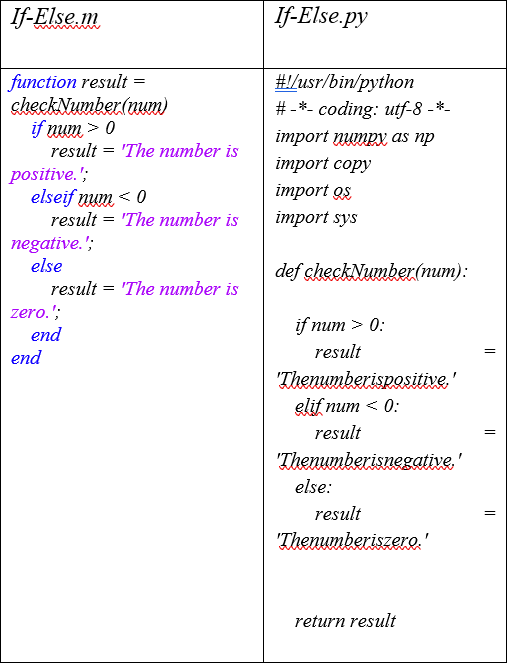 If-Else.m
function result =
checkNumber(num)
if num > 0
result = 'The number is
positive.';
elseif num < 0
result = 'The number is
negative.';
else
result = 'The number is
zero.';
end
end
If-Else.py
#!/usr/bin/python
# -*- coding: utf-8 -*-
import numpy as np
import copy
import os
import sys
def checkNumber(num):
if num > 0:
result =
'Thenumberispositive.'
elif num < 0:
result =
'Thenumberisnegative.'
else:
result =
'Thenumberiszero.'
return result